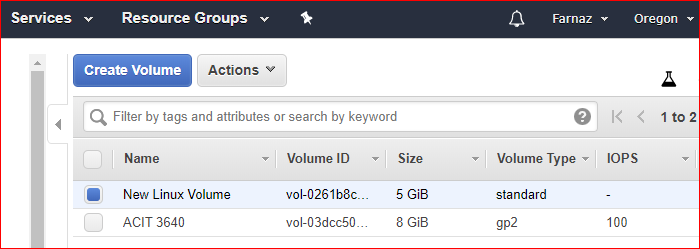 Services Resource Groups Farnaz Oregon
Create Volume Actions
Filter by tags and attributes or search by keyword ? 1 to 2
Name Volume ID Size Volume Type IOPS
New Linux Volume vol-0261b8c... 5 GiB standard -
ACIT 3640 vol-03dcc50... 8 GiB gp2 100